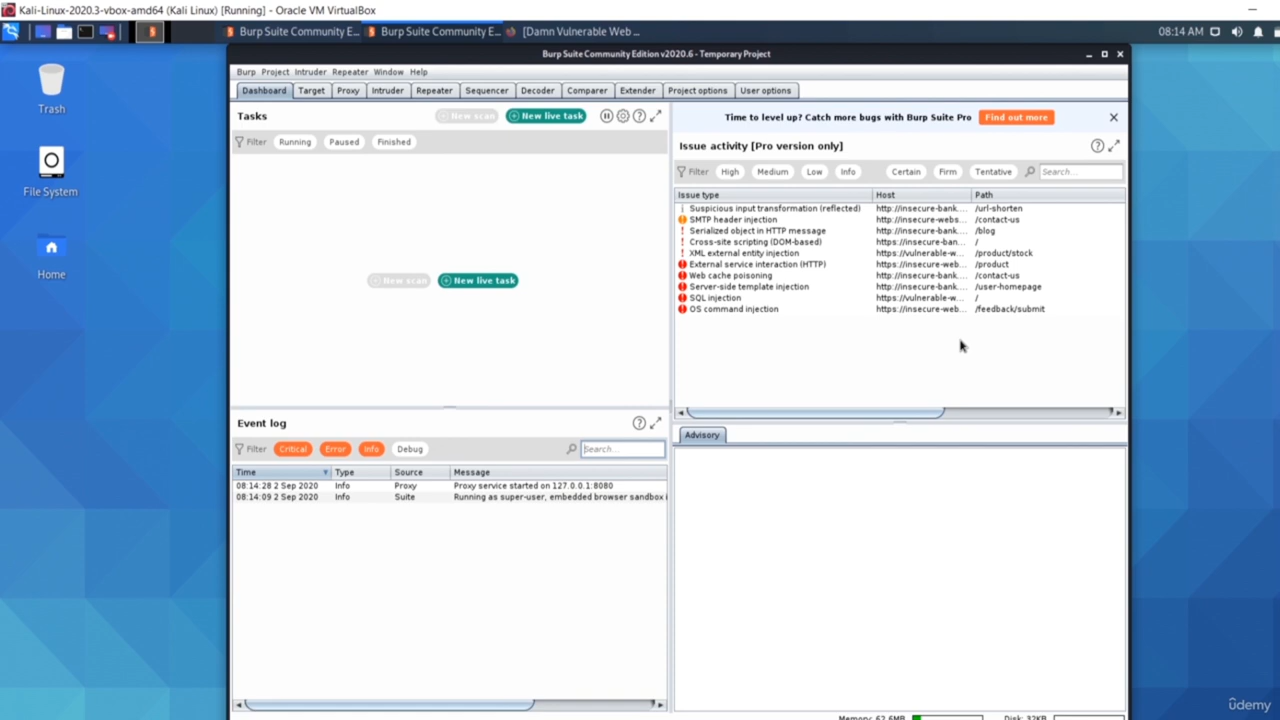 Kali-Linux-2020.3-vbox-amd64 (Kali Linux) [Running] - Oracle VM VirtualBox
Burp Suite Community E... Burp Suite Community E... [Damn Vulnerable Web ... 08:14 AM
Trash
File System
Home
Burp Suite Community Edition v2020.6 - Temporary Project
Burp Project Intruder Repeater Window Help
Dashboard Target Proxy Intruder Repeater Sequencer Decoder Comparer Extender Project options User options
Tasks New scan New live task
Filter Running Paused Finished
New scan New live task
Time to level up? Catch more bugs with Burp Suite Pro Find out more
Issue activity [Pro version only]
Filter High Medium Low Info Certain Firm Tentative Search...
Issue type Host Path
Suspicious input transformation (reflected) http://insecure-bank.... /url-shorten
SMTP header injection http://insecure-webs... /contact-us
Serialized object in HTTP message http://insecure-bank.... /blog
Cross-site scripting (DOM-based) https://insecure-ban... /
XML external entity injection https://vulnerable-w... /product/stock
External service interaction (HTTP) https://insecure-web... /product
Web cache poisoning http://insecure-bank.... /contact-us
Server-side template injection http://insecure-bank.... /user-homepage
SQL injection https://vulnerable-w... /
OS command injection https://insecure-web... /feedback/submit
Event log
Filter Critical Error Info Debug Search...
Time Type Source Message
08:14:28 2 Sep 2020 Info Proxy Proxy service started on 127.0.0.1:8080
08:14:09 2 Sep 2020 Info Suite Running as super-user, embedded browser sandbox
Advisory
Memory: 62.6MB Disk: 32KB
ûdemy